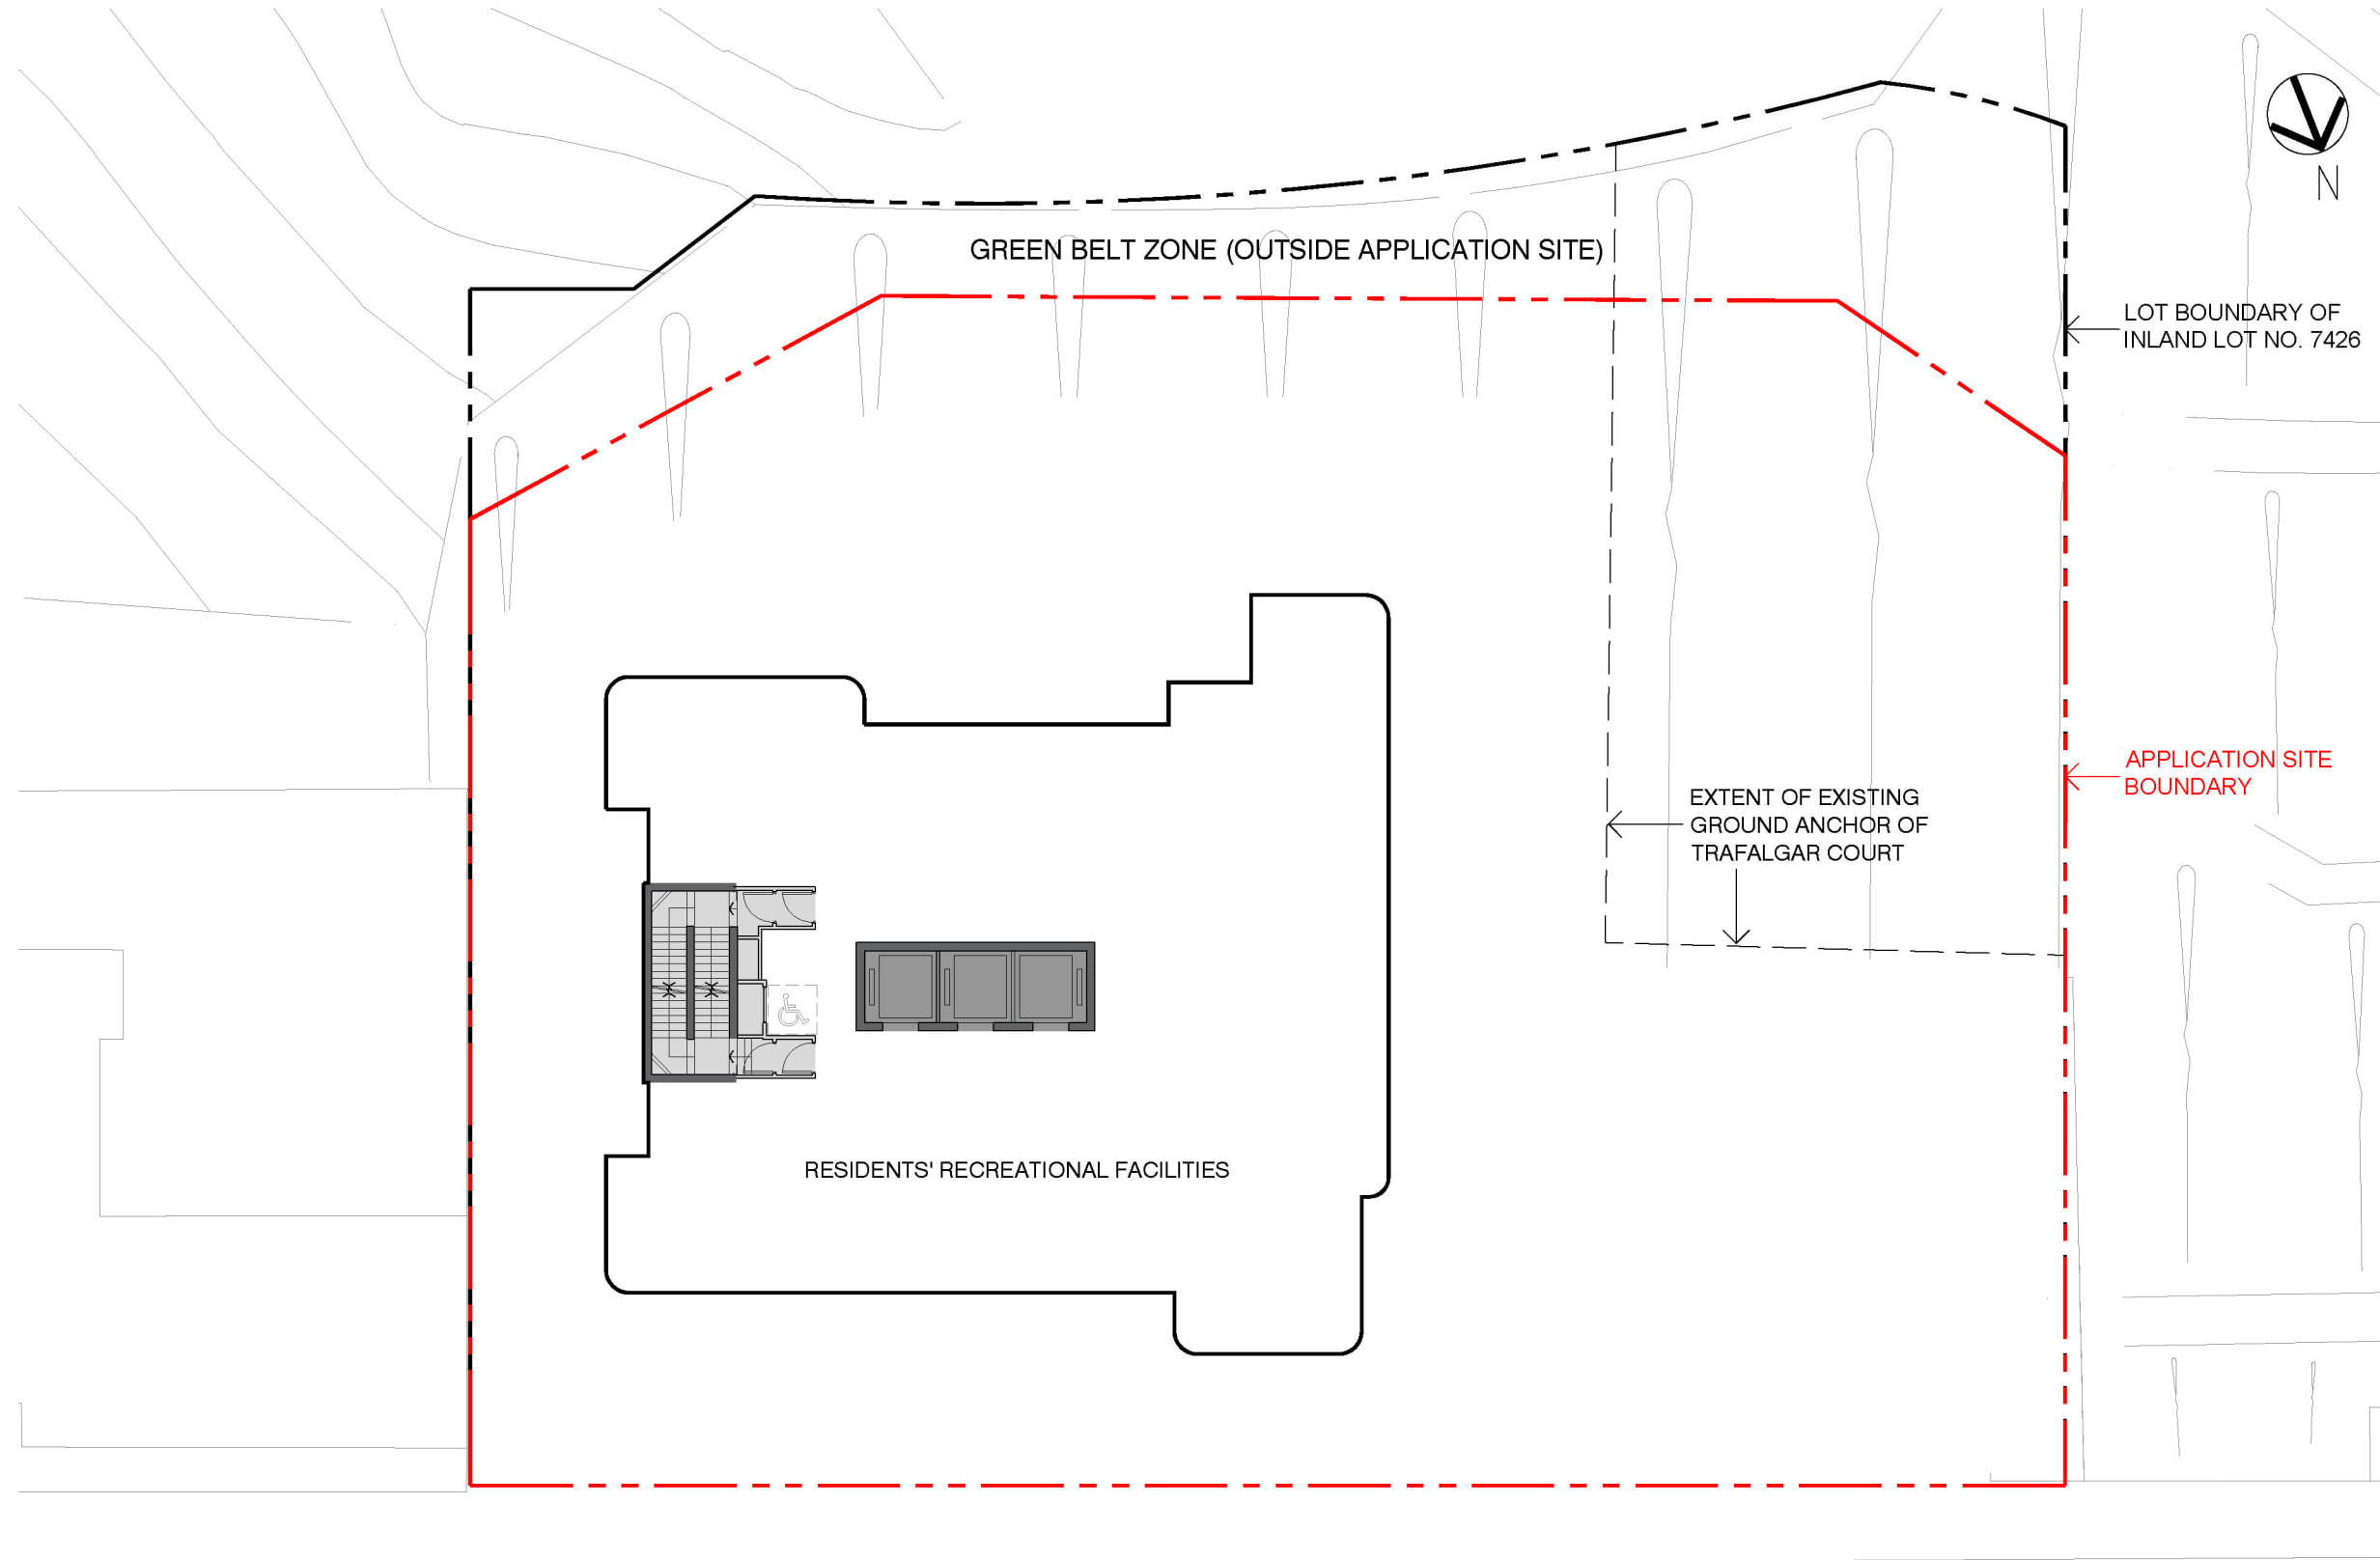 N
GREEN BELT ZONE (OUTSIDE APPLICATION SITE)
LOT BOUNDARY OF
INLAND LOT NO. 7426
APPLICATION SITE
BOUNDARY
EXTENT OF EXISTING
GROUND ANCHOR OF
TRAFALGAR COURT
RESIDENTS' RECREATIONAL FACILITIES